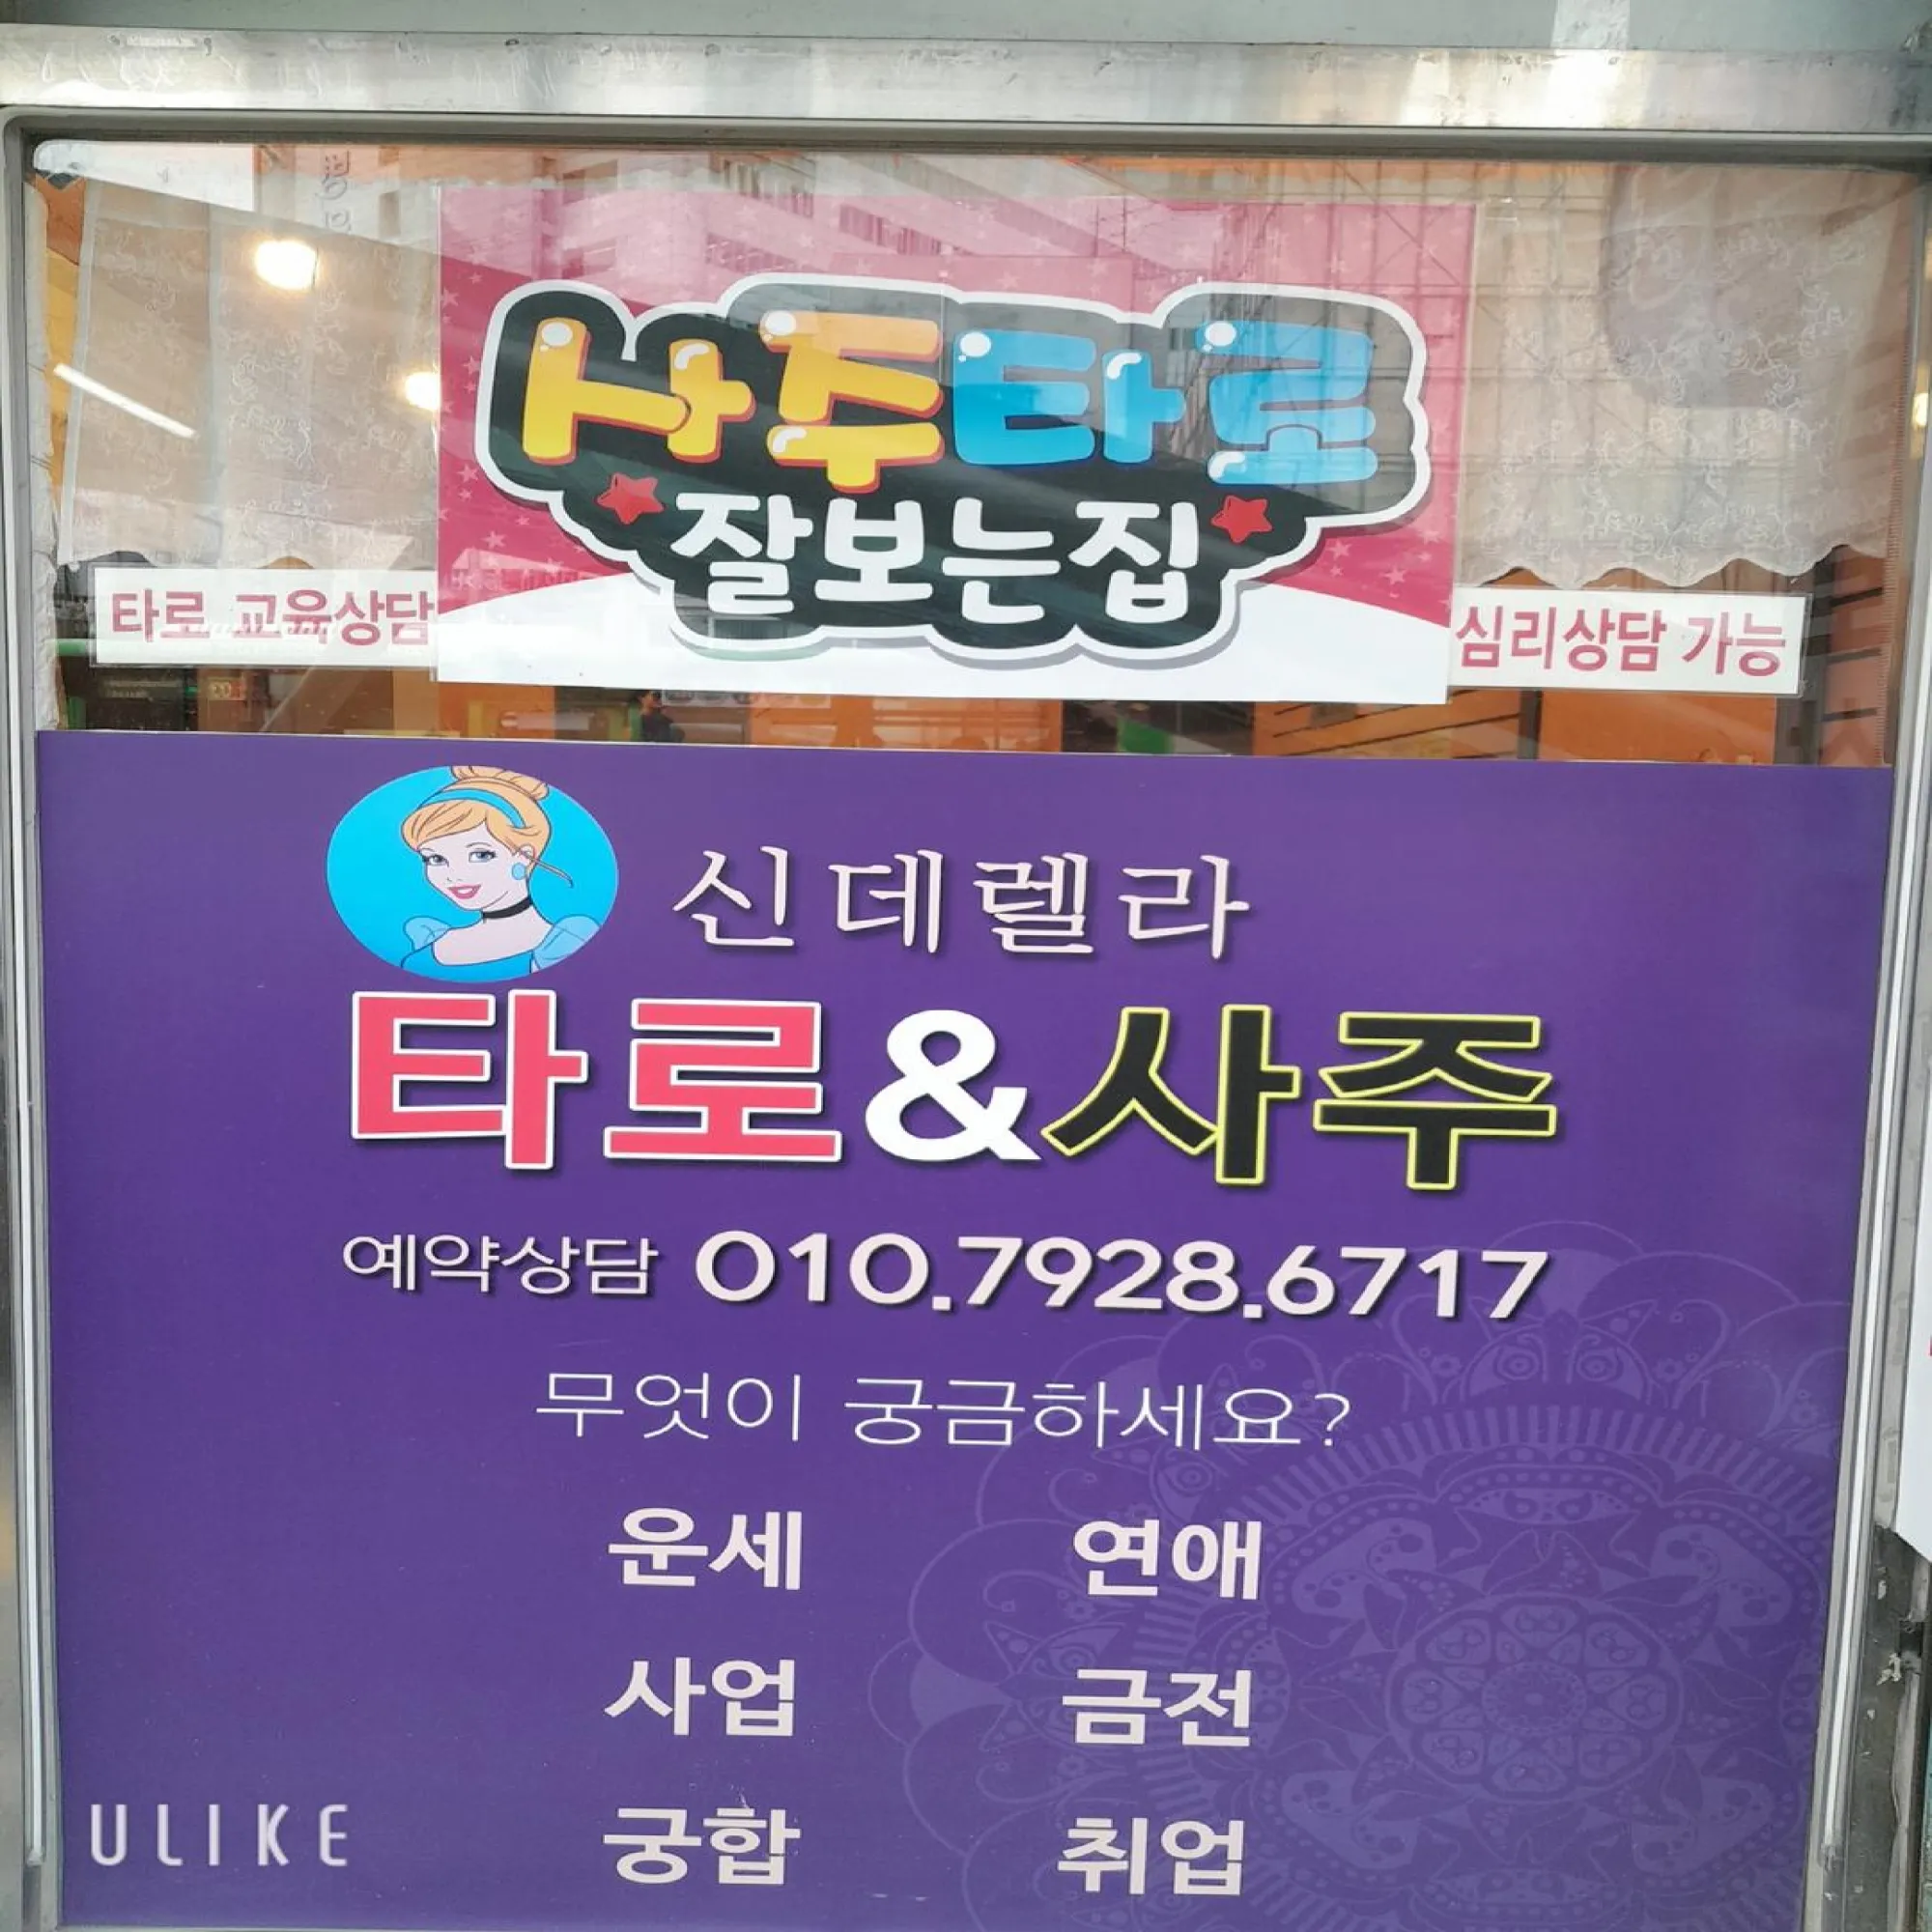 사주타로
잘보는집
타로 교육상담
심리상담 가능
신데렐라
타로&사주
예약상담 010.7928.6717
무엇이 궁금하세요?
운세 연애
사업 금전
궁합 취업
ULIKE